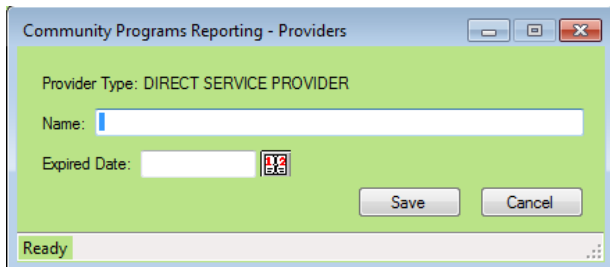 Community Programs Reporting - Providers
Provider Type: DIRECT SERVICE PROVIDER
Name:
Expired Date:
Save Cancel
Ready